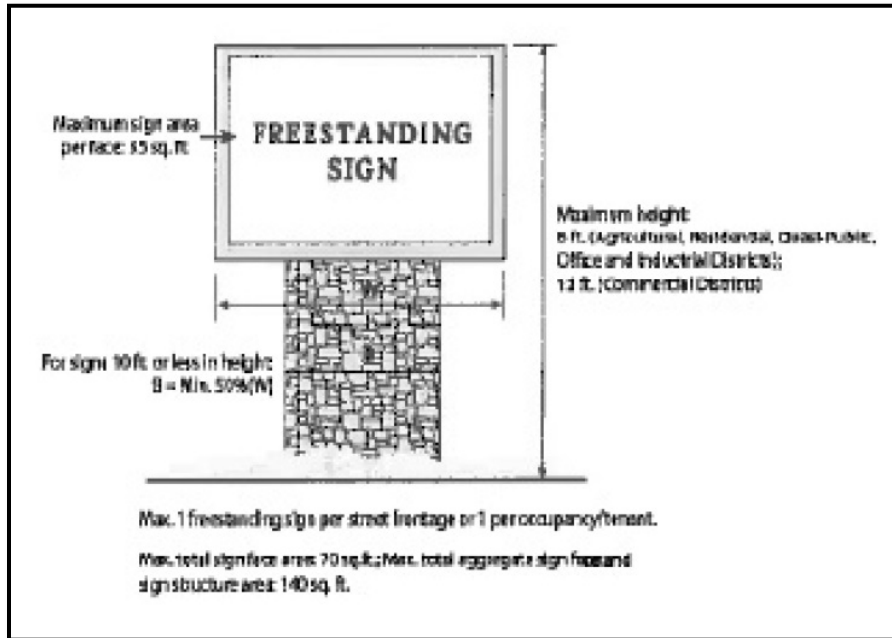 FREESTANDING
SIGN
Maximum sign area
per face: 35 sq. ft.
Maximum height:
8 ft. (Agricultural, Residential, Quasi-Public,
Office and Industrial Districts);
12 ft. (Commercial Districts)
W
B
For signs 10 ft. or less in height:
B = Min. 50% (W)
Max. 1 freestanding sign per street frontage or 1 per occupancy/tenant.
Max. total sign face area: 70 sq. ft.; Max. total aggregate sign face and
sign structure area: 140 sq. ft.